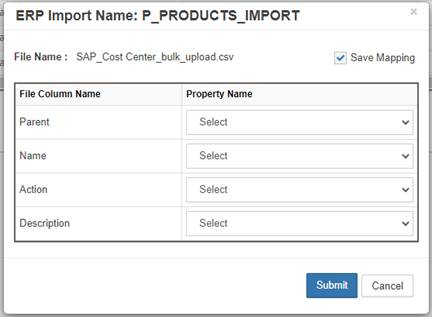 ERP Import Name: P_PRODUCTS_IMPORT ×
File Name : SAP_Cost Center_bulk_upload.csv Save Mapping
File Column Name Property Name
Parent Select
Name Select
Action Select
Description Select
Submit Cancel